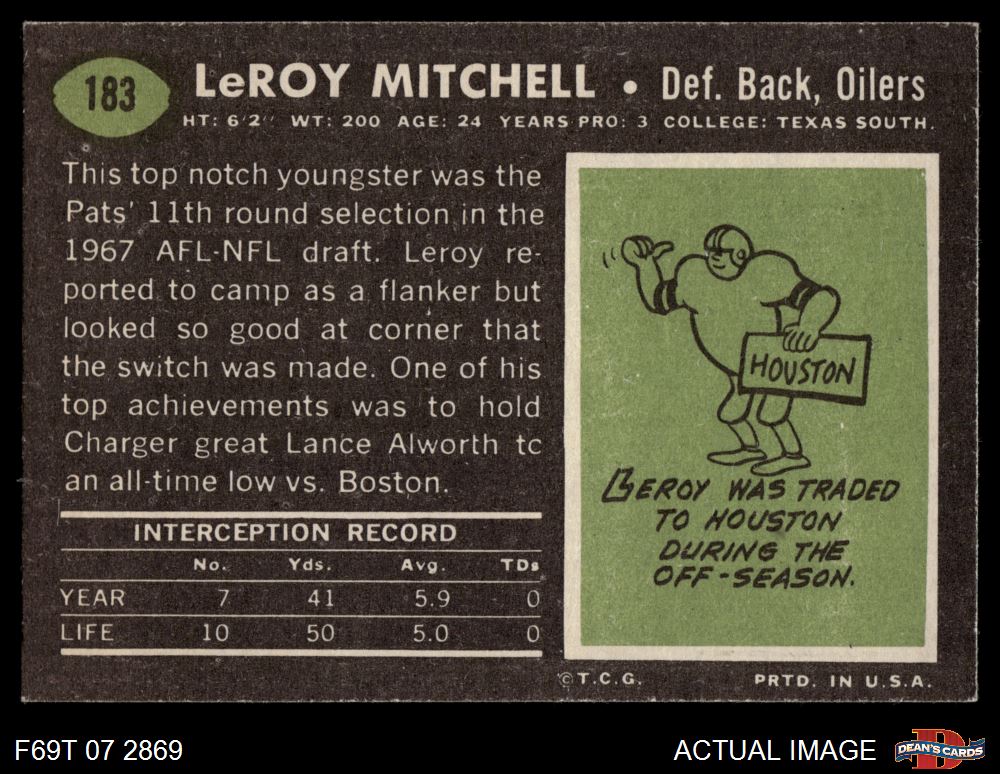 183
LeROY MITCHELL • Def. Back, Oilers
HT: 6'2" WT: 200 AGE: 24 YEARS PRO: 3 COLLEGE: TEXAS SOUTH.
This top notch youngster was the
Pats' 11th round selection in the
1967 AFL-NFL draft. Leroy re-
ported to camp as a flanker but
looked so good at corner that
the switch was made. One of his
top achievements was to hold
Charger great Lance Alworth tc
an all-time low vs. Boston.
INTERCEPTION RECORD
No. Yds. Avg. TDs
YEAR 7 41 5.9 0
LIFE 10 50 5.0 0
HOUSTON
LEROY WAS TRADED
TO HOUSTON
DURING THE
OFF-SEASON.
©T.C.G. PRTD. IN U.S.A.
F69T 07 2869
ACTUAL IMAGE
D
DEAN'S CARDS